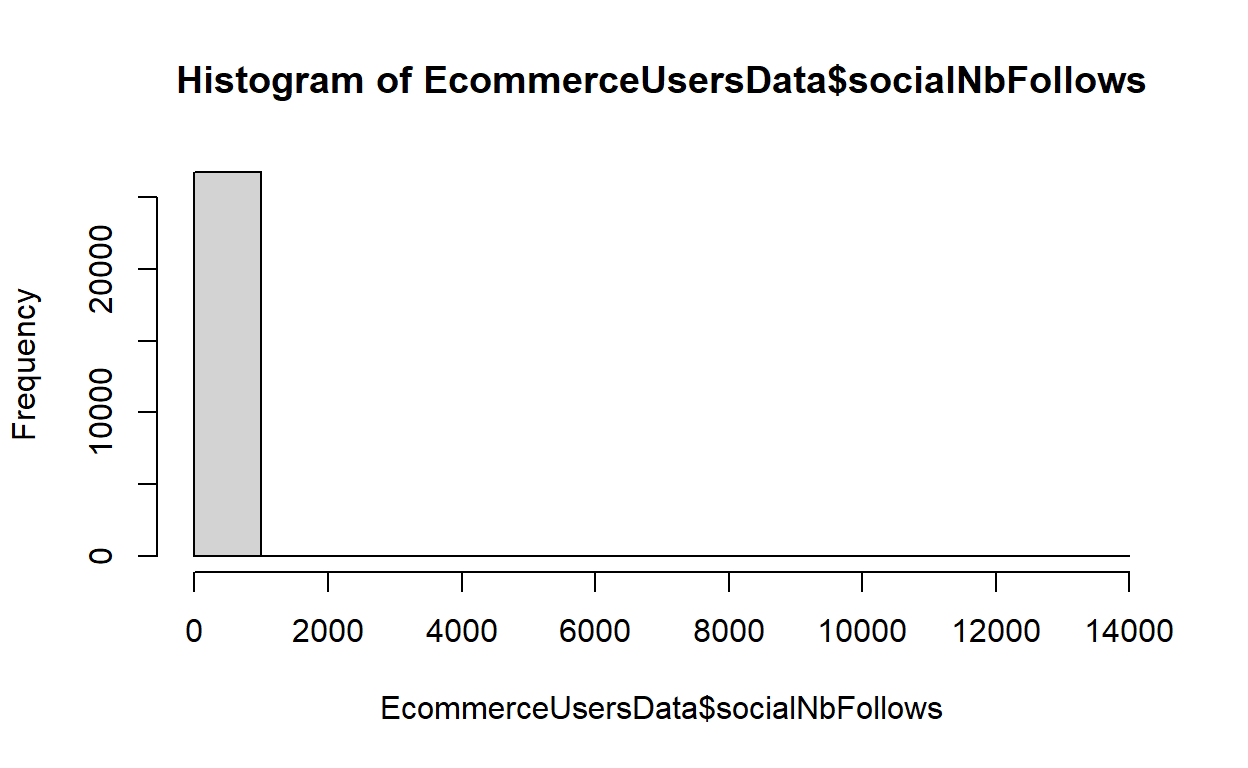 Histogram of EcommerceUsersData$socialNbFollows
Frequency
20000
10000
0
0 2000 4000 6000 8000 10000 12000 14000
EcommerceUsersData$socialNbFollows